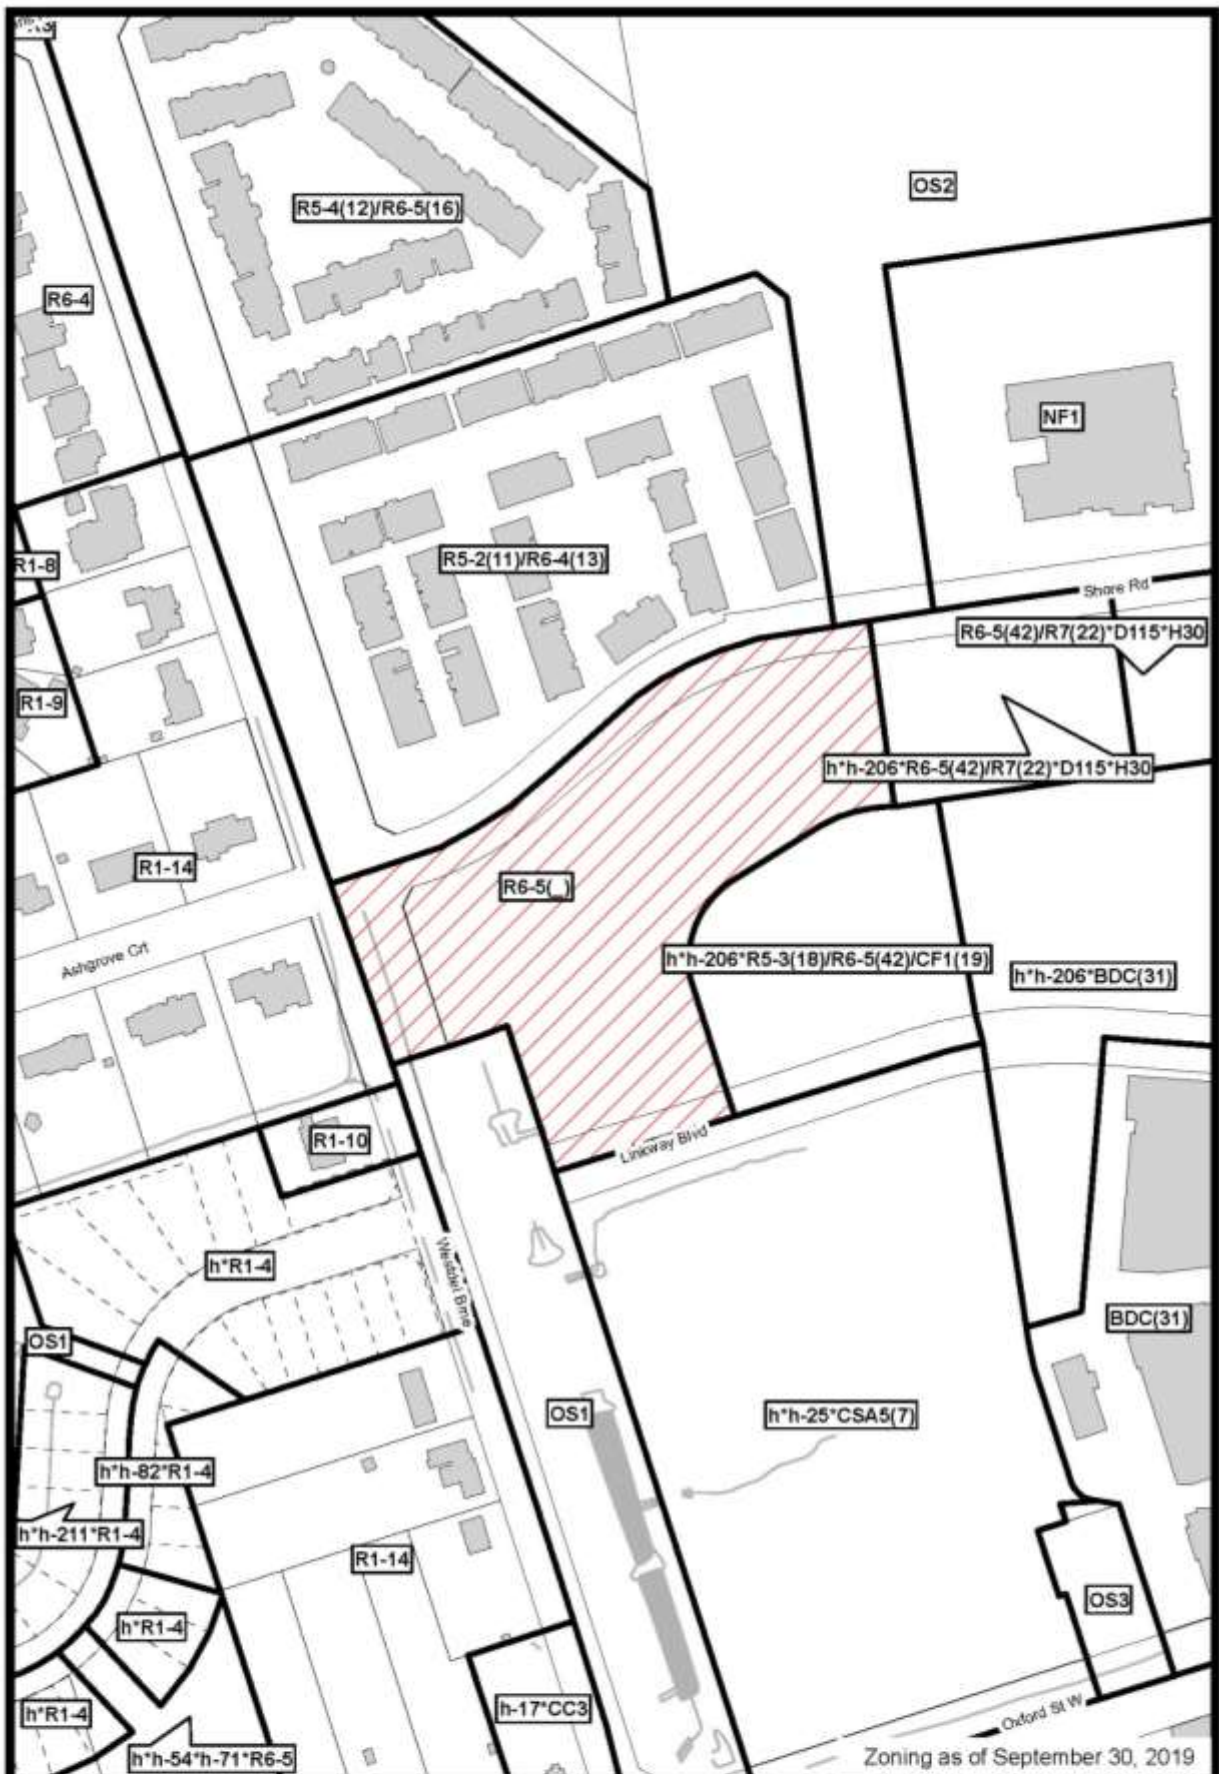 OS2
R5-4(12)/R6-5(16)
R6-4
NF1
R5-2(11)/R6-4(13)
R1-8
Shore Rd
R6-5(42)/R7(22)*D115*H30
R1-9
h*h-206*R6-5(42)/R7(22)*D115*H30
R1-14
R6-5(_)
Ashgrove Crt
h*h-206*R5-3(18)/R6-5(42)/CF1(19)
h*h-206*BDC(31)
R1-10
Linkway Blvd
h*R1-4
Westdel Brne
OS1
BDC(31)
OS1
h*h-25*CSA5(7)
h*h-82*R1-4
h*h-211*R1-4
R1-14
OS3
h*R1-4
h-17*CC3
h*R1-4
Oxford St W
h*h-54*h-71*R6-5
Zoning as of September 30, 2019